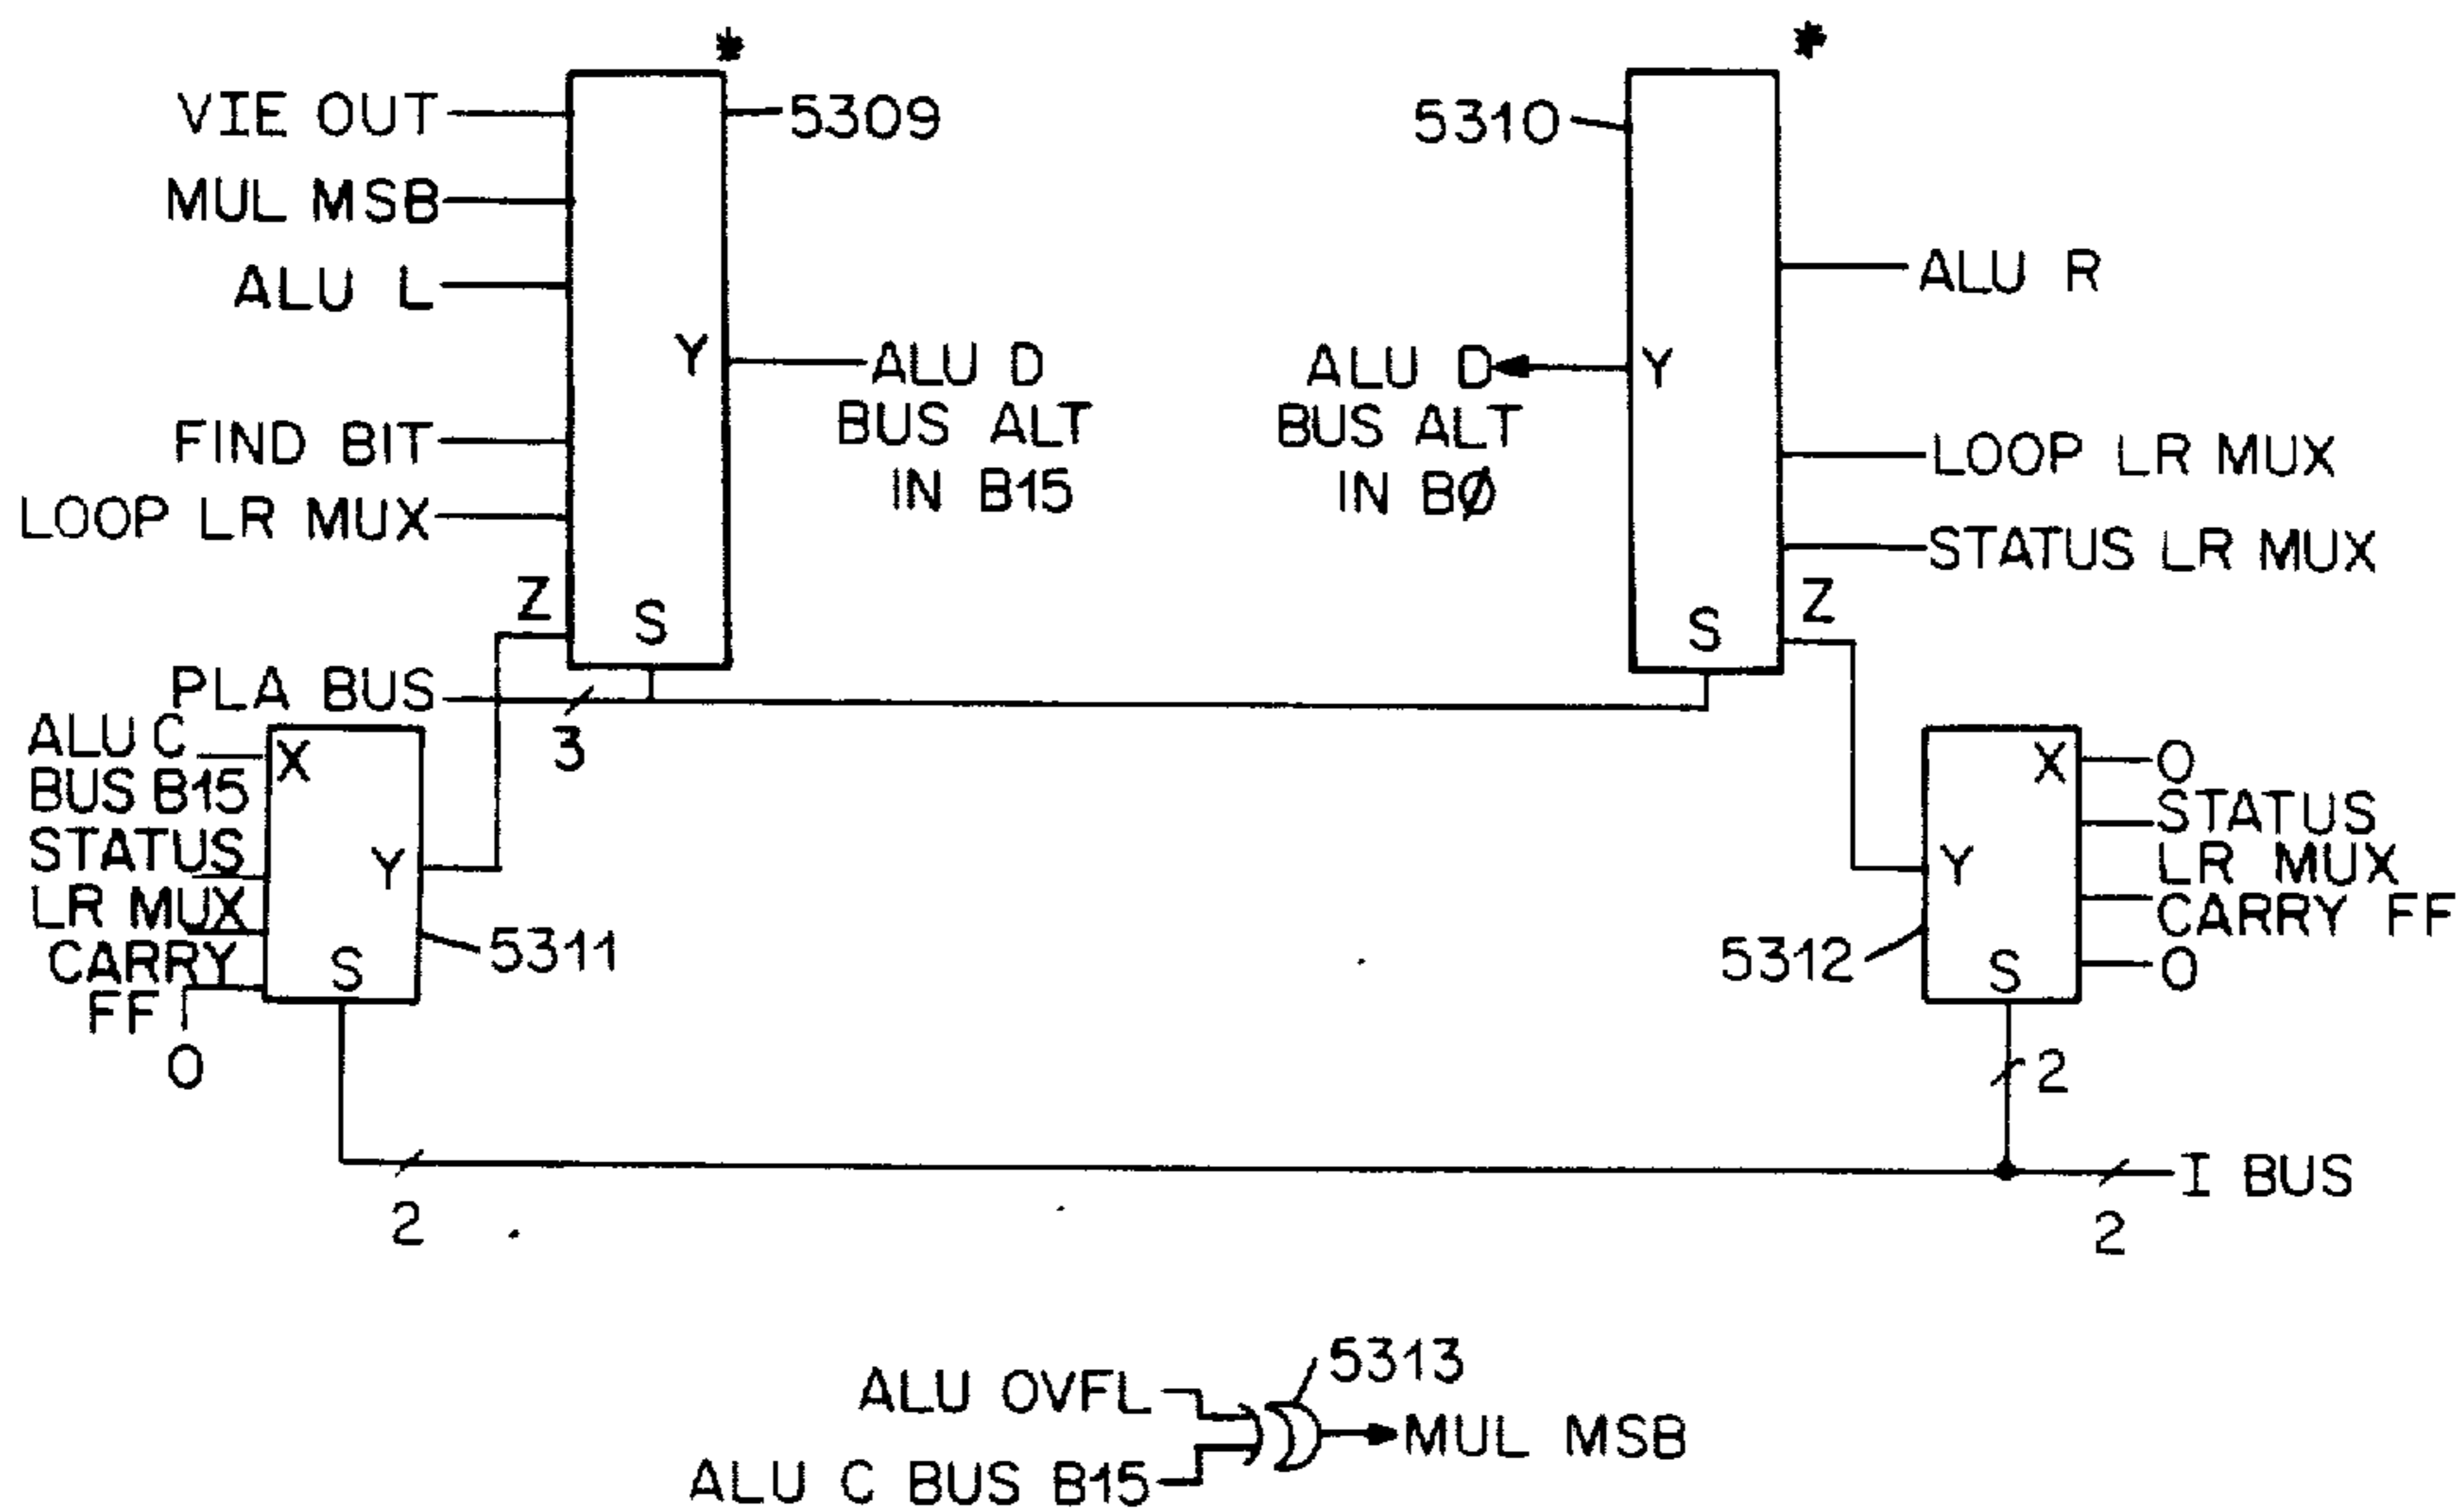 *
VIE OUT
5309
MUL MSB
ALU L
Y
ALU D
BUS ALT
IN B15
FIND BIT
LOOP LR MUX
Z
S
*
5310
ALU R
ALU D
BUS ALT
IN BØ
Y
LOOP LR MUX
STATUS LR MUX
Z
S
PLA BUS
3
ALU C
BUS B15
STATUS
LR MUX
CARRY
FF
0
X
Y
S
5311
X
0
STATUS
LR MUX
CARRY FF
0
Y
5312
S
2
2
I BUS
2
ALU OVFL
5313
MUL MSB
ALU C BUS B15